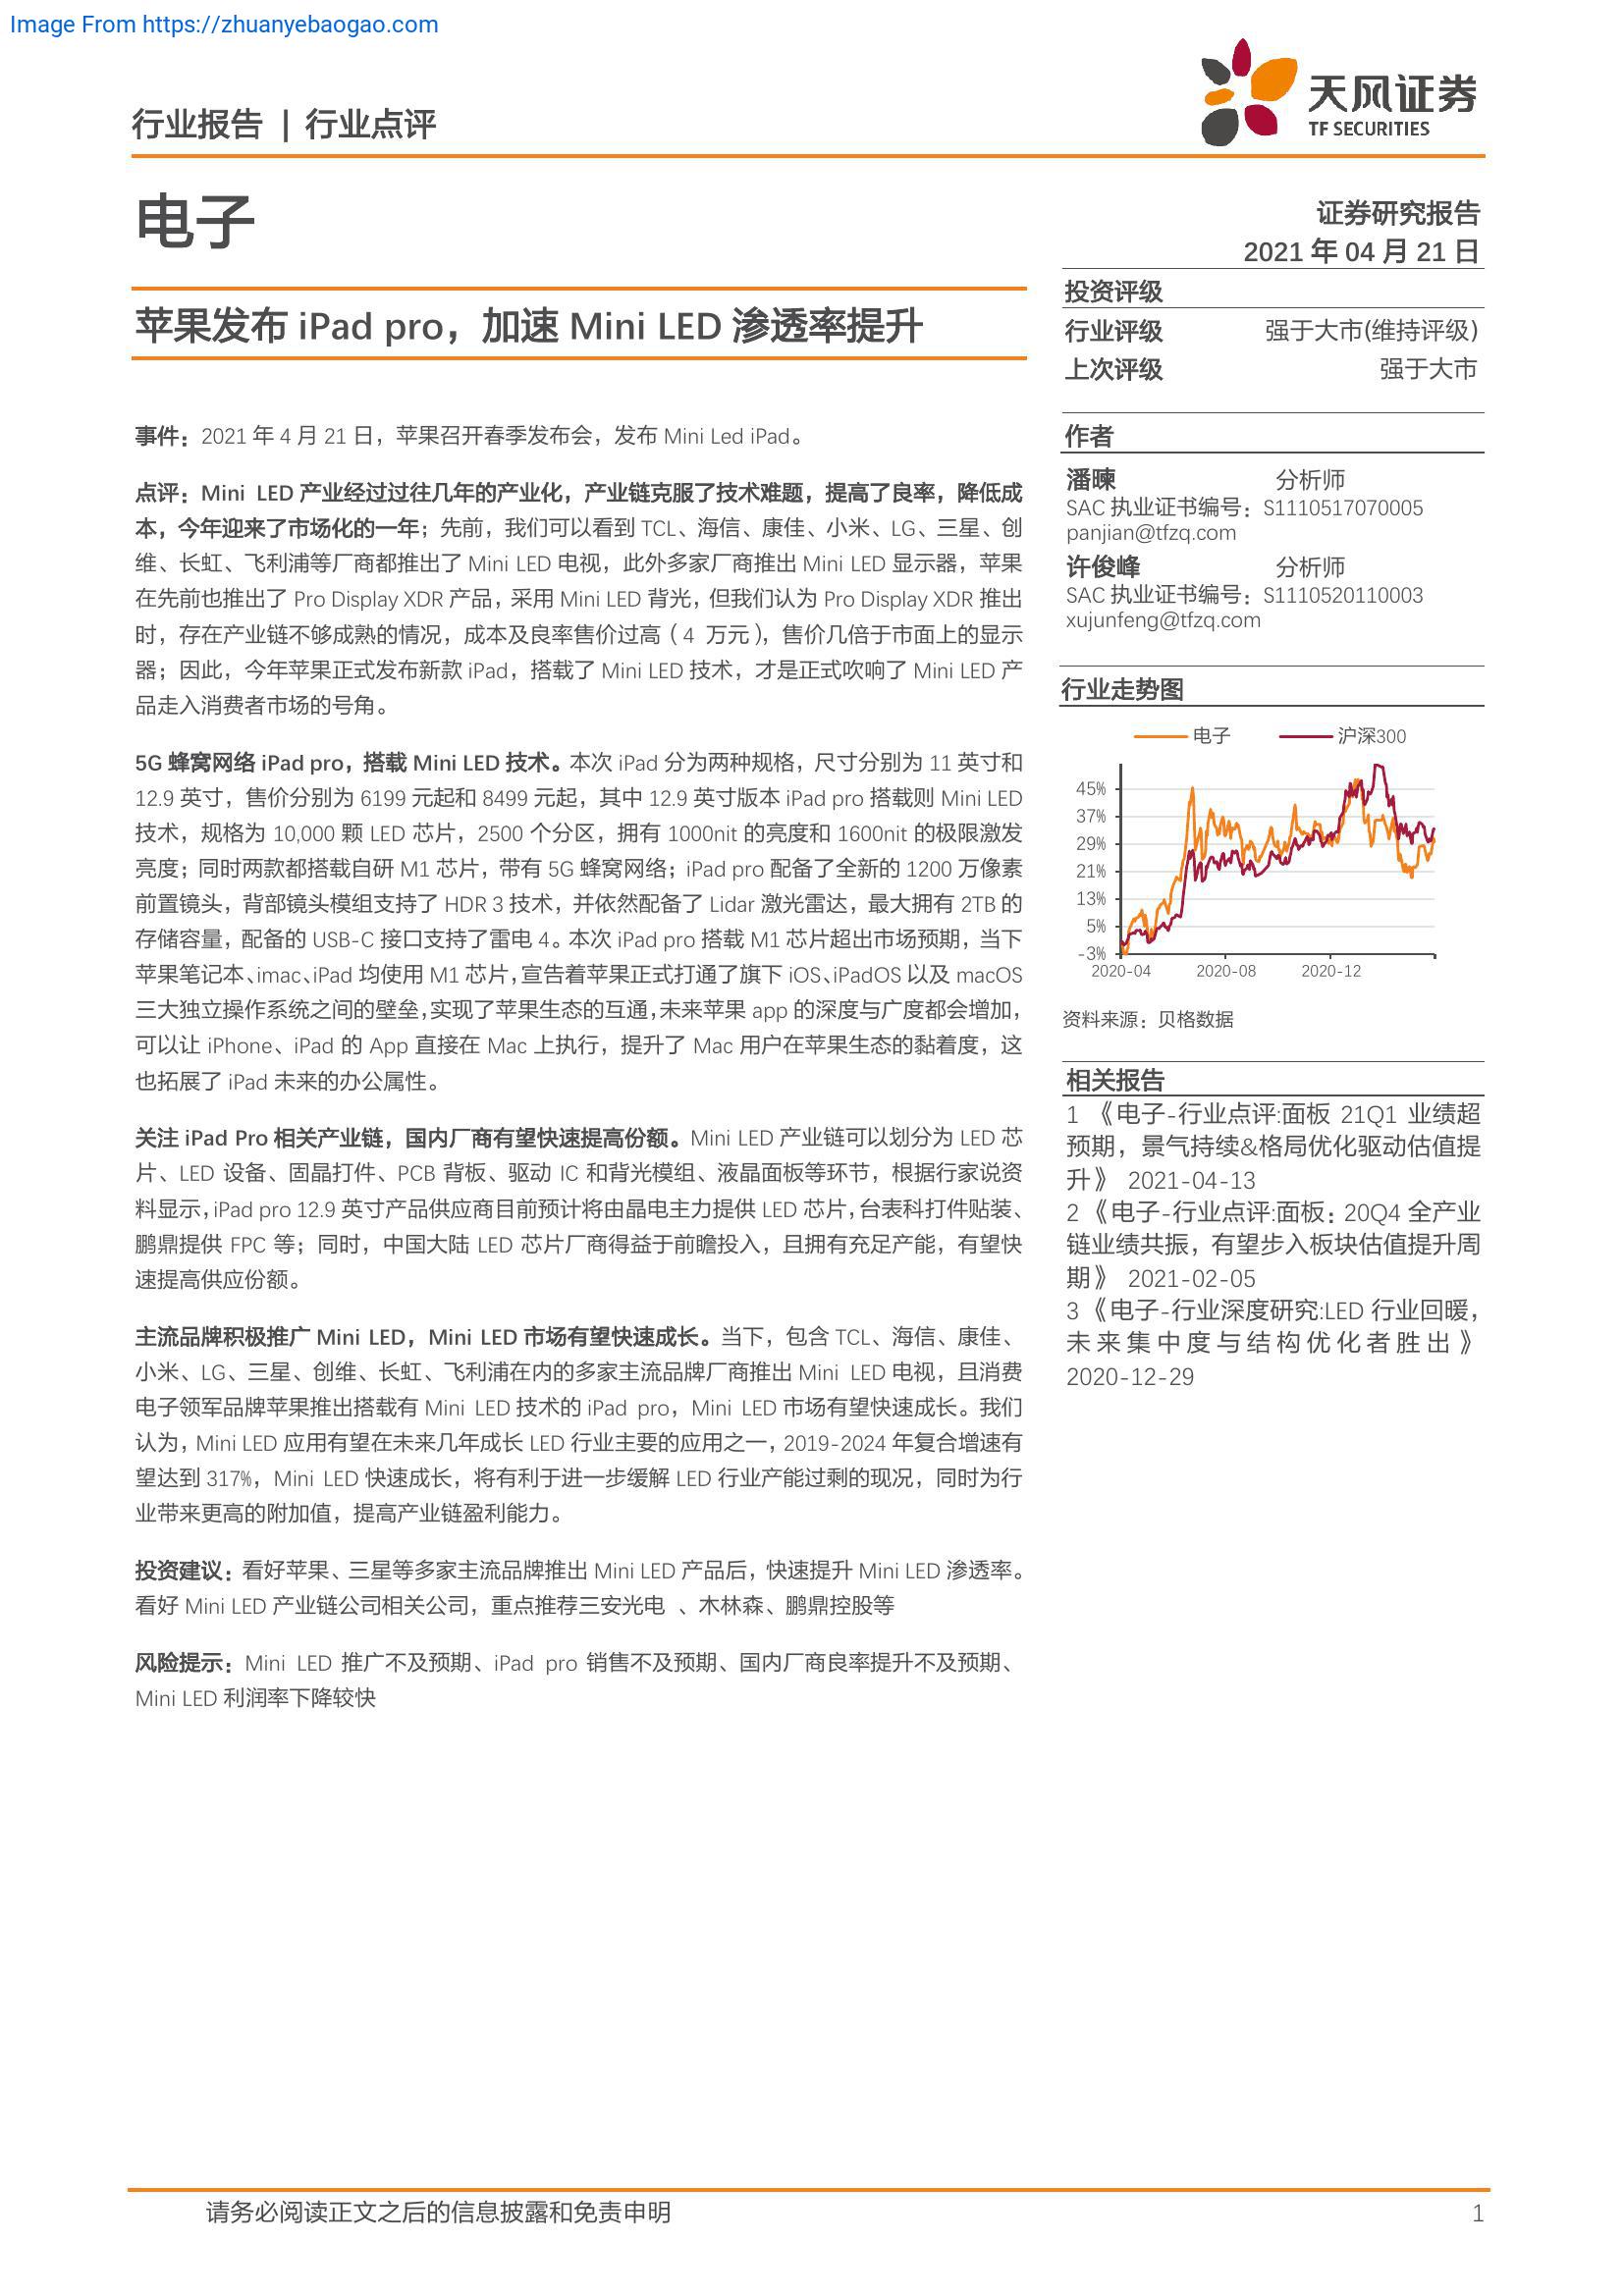 Image From https://zhuanyebaogao.com
行业报告 | 行业点评
天风证券
TF SECURITIES
电子
证券研究报告
2021 年 04 月 21 日
苹果发布 iPad pro，加速 Mini LED 渗透率提升
事件：2021 年 4 月 21 日，苹果召开春季发布会，发布 Mini Led iPad。
点评：Mini LED 产业经过过往几年的产业化，产业链克服了技术难题，提高了良率，降低成
本，今年迎来了市场化的一年；先前，我们可以看到 TCL、海信、康佳、小米、LG、三星、创
维、长虹、飞利浦等厂商都推出了 Mini LED 电视，此外多家厂商推出 Mini LED 显示器，苹果
在先前也推出了 Pro Display XDR 产品，采用 Mini LED 背光，但我们认为 Pro Display XDR 推出
时，存在产业链不够成熟的情况，成本及良率售价过高（4 万元），售价几倍于市面上的显示
器；因此，今年苹果正式发布新款 iPad，搭载了 Mini LED 技术，才是正式吹响了 Mini LED 产
品走入消费者市场的号角。
5G 蜂窝网络 iPad pro，搭载 Mini LED 技术。本次 iPad 分为两种规格，尺寸分别为 11 英寸和
12.9 英寸，售价分别为 6199 元起和 8499 元起，其中 12.9 英寸版本 iPad pro 搭载则 Mini LED
技术，规格为 10,000 颗 LED 芯片，2500 个分区，拥有 1000nit 的亮度和 1600nit 的极限激发
亮度；同时两款都搭载自研 M1 芯片，带有 5G 蜂窝网络；iPad pro 配备了全新的 1200 万像素
前置镜头，背部镜头模组支持了 HDR 3 技术，并依然配备了 Lidar 激光雷达，最大拥有 2TB 的
存储容量，配备的 USB-C 接口支持了雷电 4。本次 iPad pro 搭载 M1 芯片超出市场预期，当下
苹果笔记本、imac、iPad 均使用 M1 芯片，宣告着苹果正式打通了旗下 iOS、iPadOS 以及 macOS
三大独立操作系统之间的壁垒，实现了苹果生态的互通，未来苹果 app 的深度与广度都会增加，
可以让 iPhone、iPad 的 App 直接在 Mac 上执行，提升了 Mac 用户在苹果生态的黏着度，这
也拓展了 iPad 未来的办公属性。
关注 iPad Pro 相关产业链，国内厂商有望快速提高份额。Mini LED 产业链可以划分为 LED 芯
片、LED 设备、固晶打件、PCB 背板、驱动 IC 和背光模组、液晶面板等环节，根据行家说资
料显示，iPad pro 12.9 英寸产品供应商目前预计将由晶电主力提供 LED 芯片，台表科打件贴装、
鹏鼎提供 FPC 等；同时，中国大陆 LED 芯片厂商得益于前瞻投入，且拥有充足产能，有望快
速提高供应份额。
主流品牌积极推广 Mini LED，Mini LED 市场有望快速成长。当下，包含 TCL、海信、康佳、
小米、LG、三星、创维、长虹、飞利浦在内的多家主流品牌厂商推出 Mini LED 电视，且消费
电子领军品牌苹果推出搭载有 Mini LED 技术的 iPad pro，Mini LED 市场有望快速成长。我们
认为，Mini LED 应用有望在未来几年成长 LED 行业主要的应用之一，2019-2024 年复合增速有
望达到 317%，Mini LED 快速成长，将有利于进一步缓解 LED 行业产能过剩的现况，同时为行
业带来更高的附加值，提高产业链盈利能力。
投资建议：看好苹果、三星等多家主流品牌推出 Mini LED 产品后，快速提升 Mini LED 渗透率。
看好 Mini LED 产业链公司相关公司，重点推荐三安光电 、木林森、鹏鼎控股等
风险提示：Mini LED 推广不及预期、iPad pro 销售不及预期、国内厂商良率提升不及预期、
Mini LED 利润率下降较快
投资评级
行业评级 强于大市(维持评级)
上次评级 强于大市
作者
潘暕 分析师
SAC 执业证书编号：S1110517070005
panjian@tfzq.com
许俊峰 分析师
SAC 执业证书编号：S1110520110003
xujunfeng@tfzq.com
行业走势图
电子 沪深300
45%
37%
29%
21%
13%
5%
-3%
2020-04 2020-08 2020-12
资料来源：贝格数据
相关报告
1 《电子-行业点评:面板 21Q1 业绩超
预期，景气持续&格局优化驱动估值提
升》 2021-04-13
2 《电子-行业点评:面板：20Q4 全产业
链业绩共振，有望步入板块估值提升周
期》 2021-02-05
3 《电子-行业深度研究:LED 行业回暖，
未来集中度与结构优化者胜出》
2020-12-29
请务必阅读正文之后的信息披露和免责申明 1